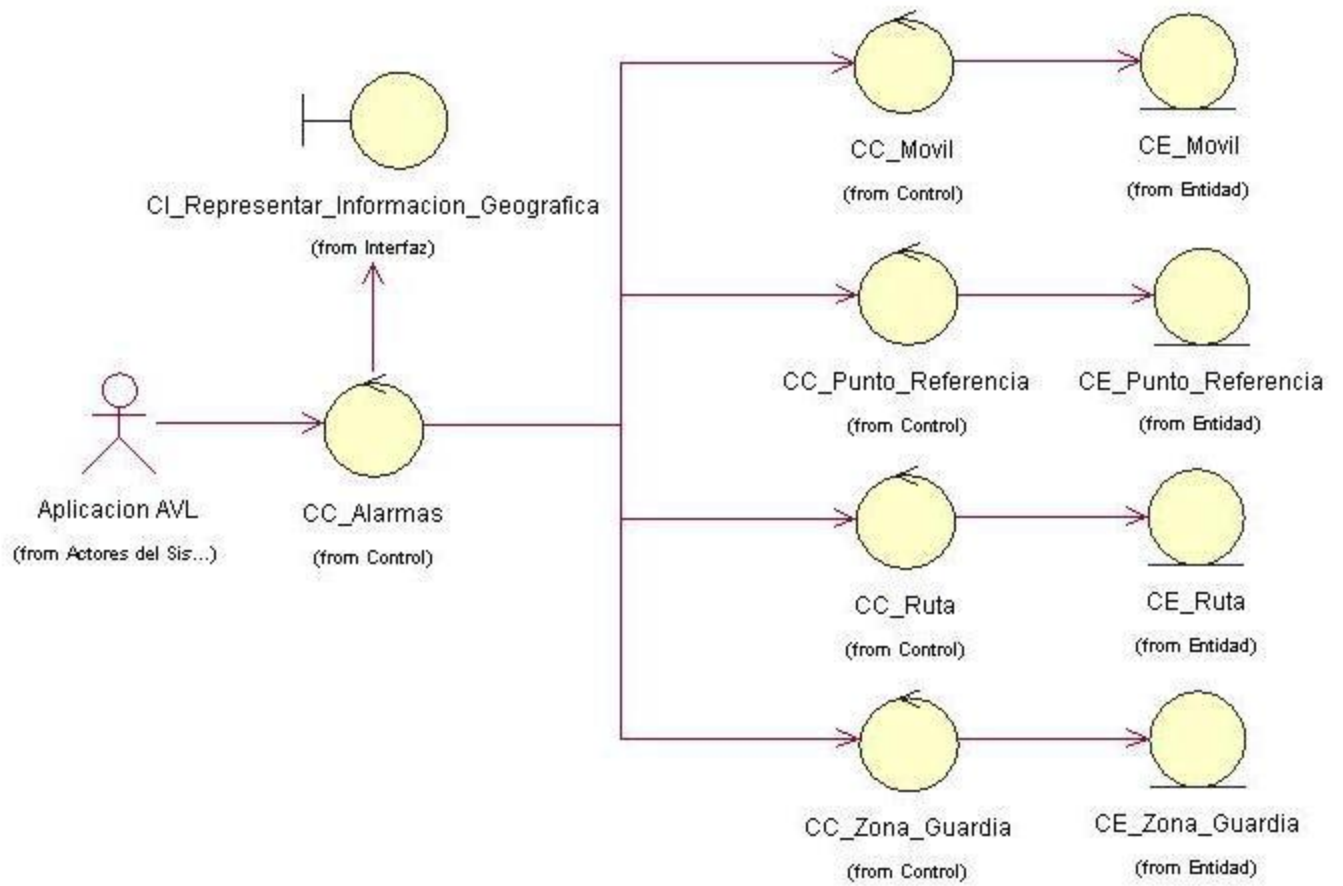 CI_Representar_Informacion_Geografica
(from Interfaz)
Aplicacion AVL
(from Actores del Sis...)
CC_Alarmas
(from Control)
CC_Movil
(from Control)
CE_Movil
(from Entidad)
CC_Punto_Referencia
(from Control)
CE_Punto_Referencia
(from Entidad)
CC_Ruta
(from Control)
CE_Ruta
(from Entidad)
CC_Zona_Guardia
(from Control)
CE_Zona_Guardia
(from Entidad)